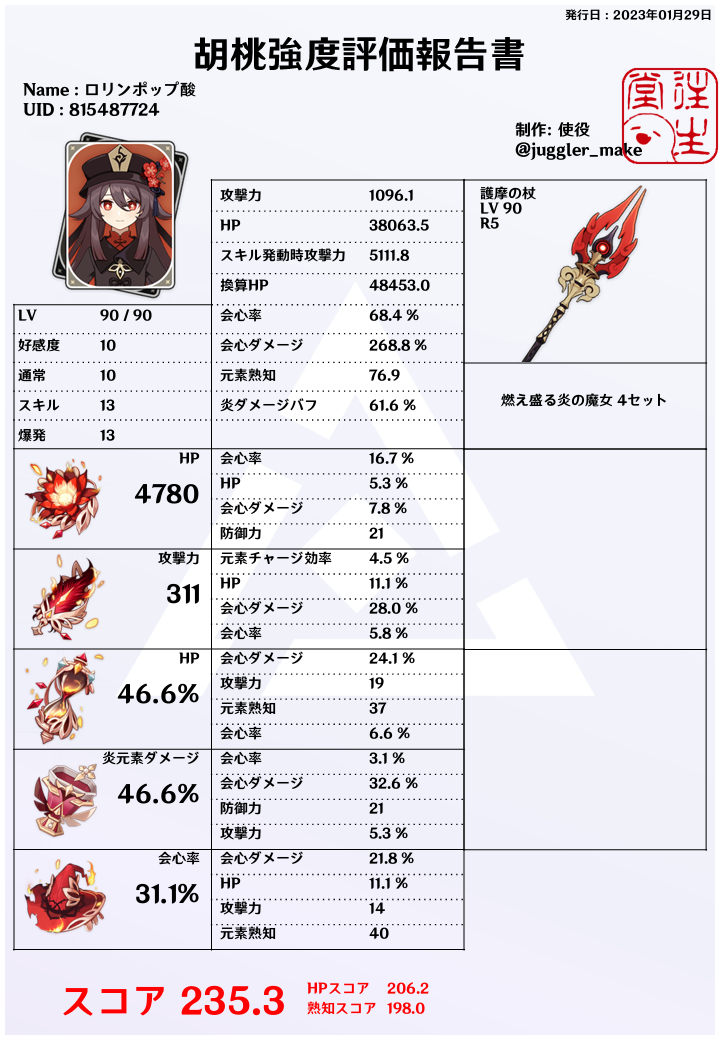 発行日 : 2023年01月29日
胡桃強度評価報告書
Name : ロリンポップ酸
UID : 815487724
往生堂
制作: 使役
@juggler_make
攻撃力 1096.1
HP 38063.5
スキル発動時攻撃力 5111.8
換算HP 48453.0
会心率 68.4 %
会心ダメージ 268.8 %
元素熟知 76.9
炎ダメージバフ 61.6 %
護摩の杖
LV 90
R5
燃え盛る炎の魔女 4セット
LV 90 / 90
好感度 10
通常 10
スキル 13
爆発 13
HP
4780
会心率 16.7 %
HP 5.3 %
会心ダメージ 7.8 %
防御力 21
攻撃力
311
元素チャージ効率 4.5 %
HP 11.1 %
会心ダメージ 28.0 %
会心率 5.8 %
HP
46.6%
会心ダメージ 24.1 %
攻撃力 19
元素熟知 37
会心率 6.6 %
炎元素ダメージ
46.6%
会心率 3.1 %
会心ダメージ 32.6 %
防御力 21
攻撃力 5.3 %
会心率
31.1%
会心ダメージ 21.8 %
HP 11.1 %
攻撃力 14
元素熟知 40
スコア 235.3
HPスコア 206.2
熟知スコア 198.0